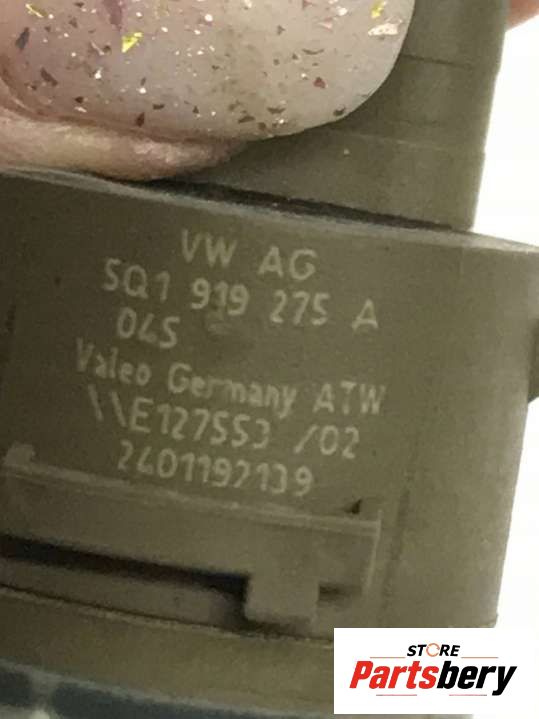 VW AG
5Q1 919 275 A
04S
Valeo Germany ATW
\\E127553 /02
2401192139
STORE
Partsbery